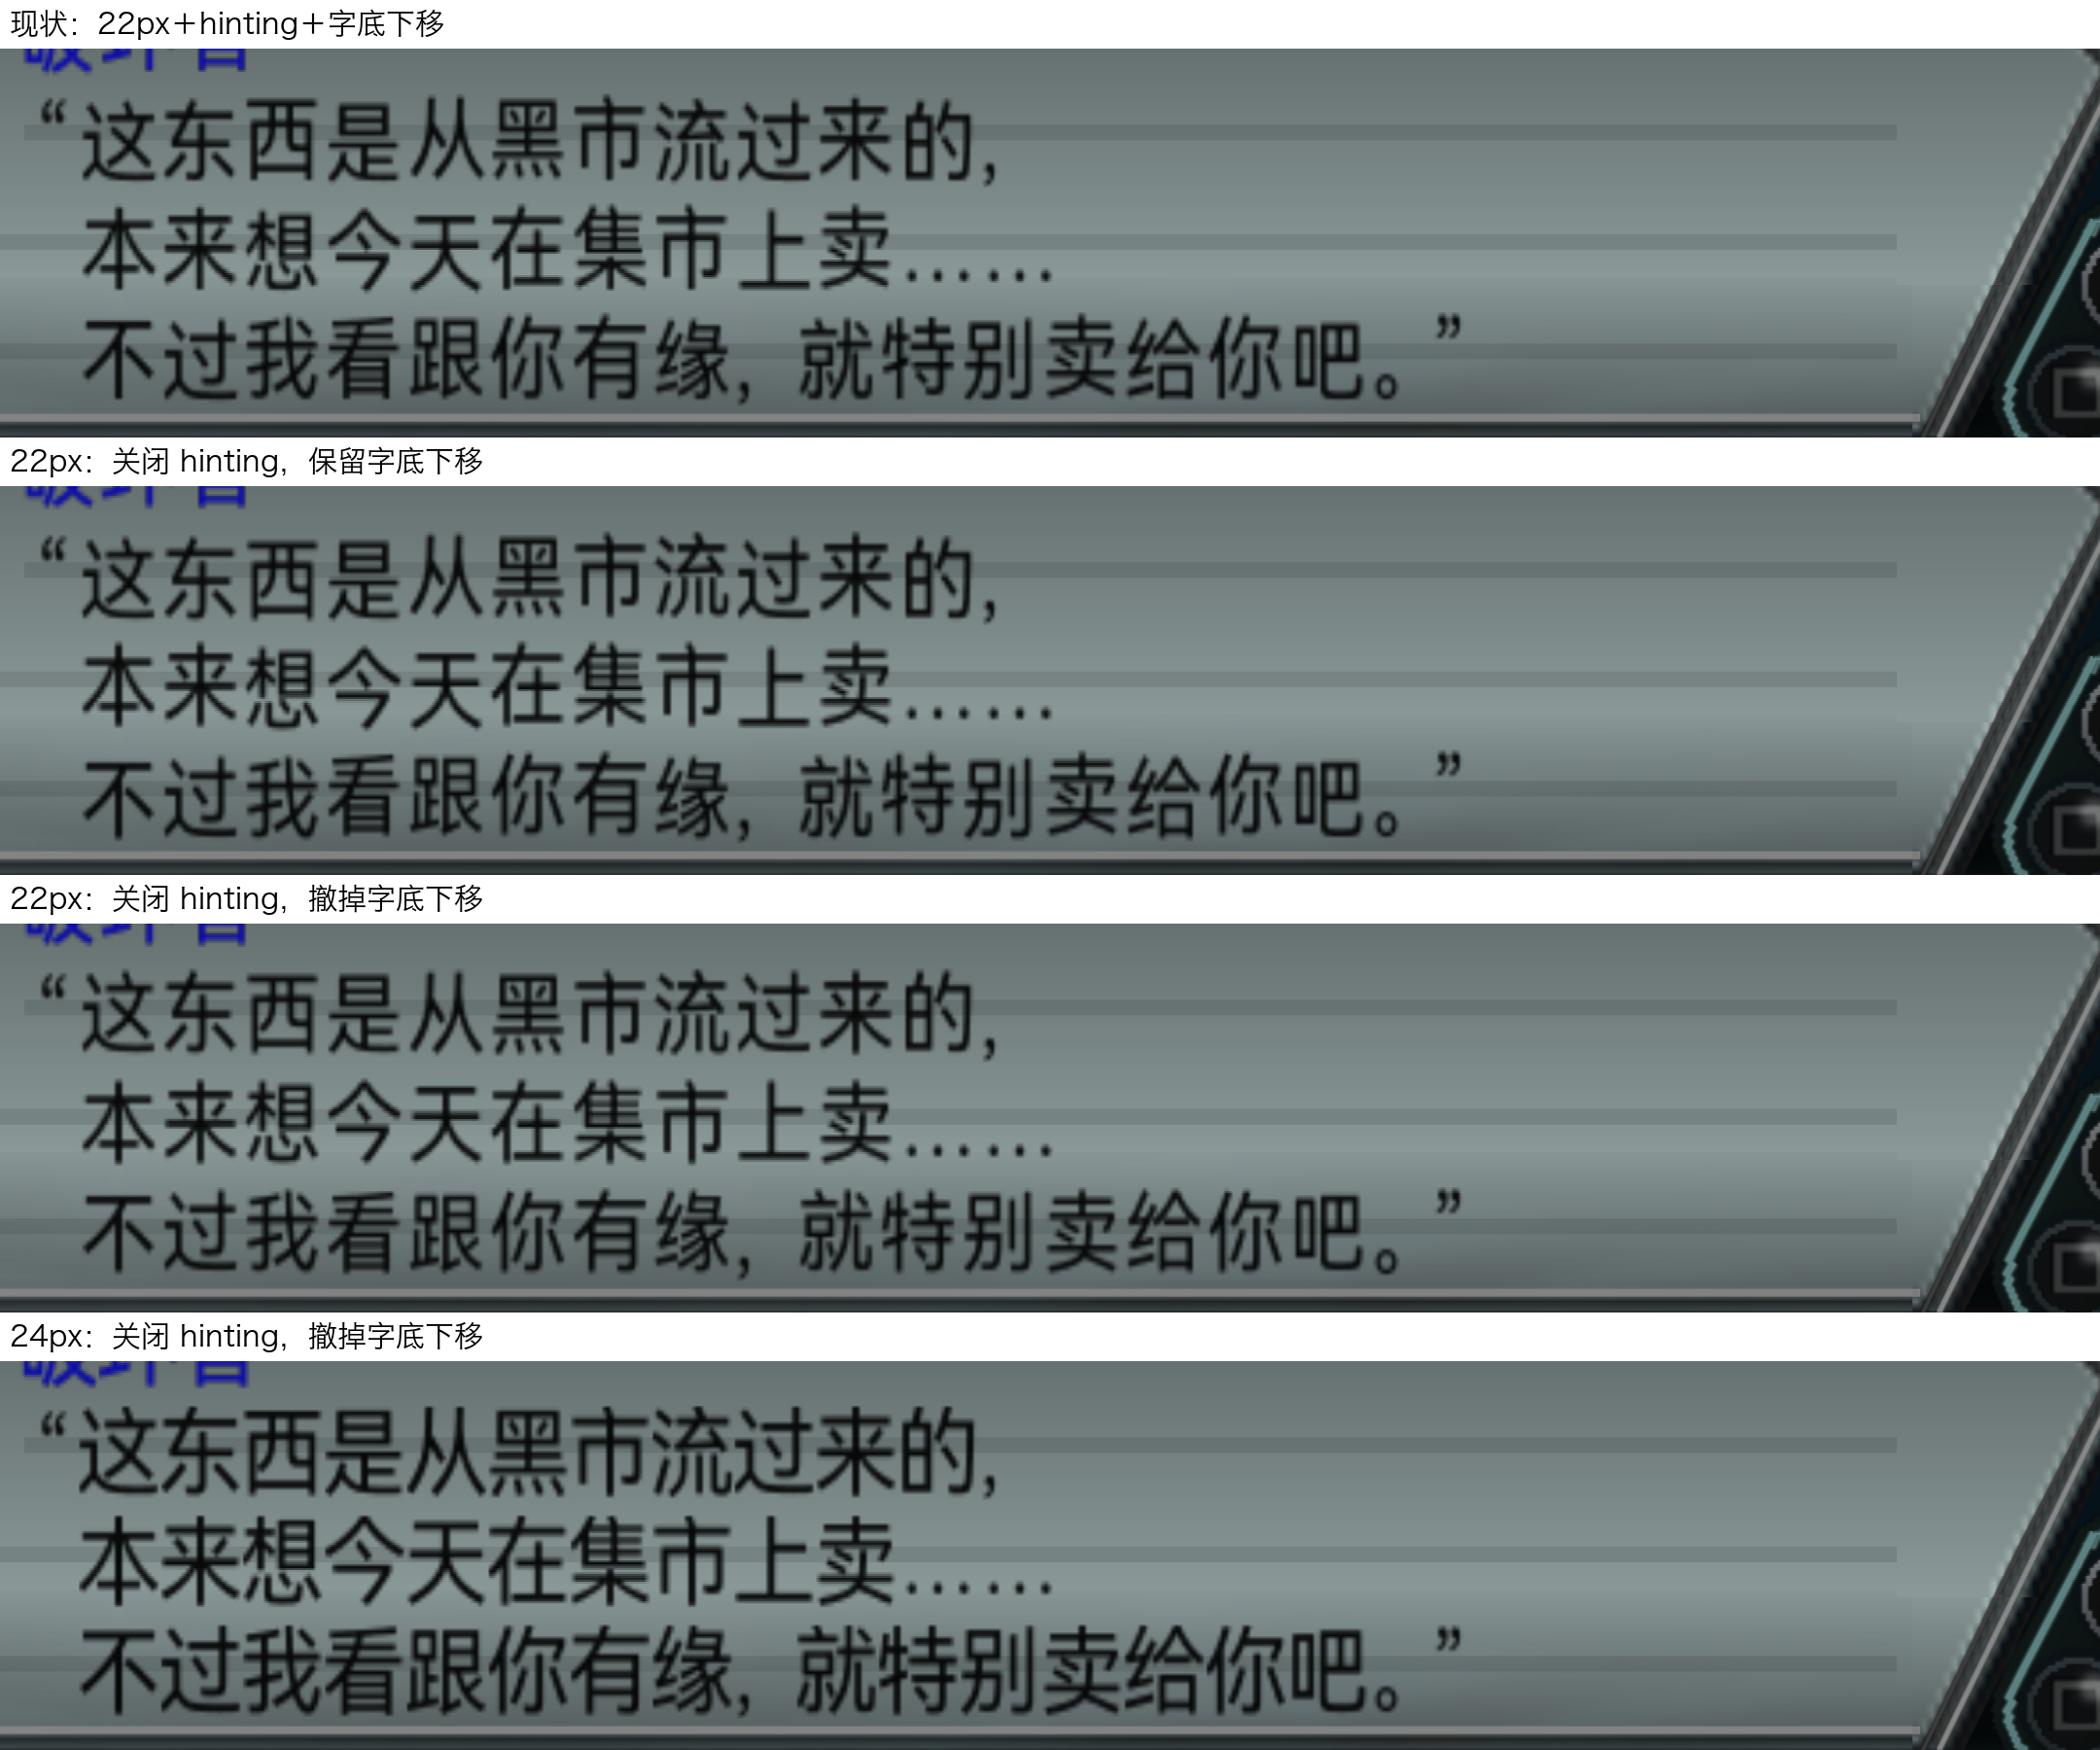 现状：22px＋hinting＋字底下移
“这东西是从黑市流过来的，
本来想今天在集市上卖……
不过我看跟你有缘，就特别卖给你吧。”
22px：关闭 hinting，保留字底下移
“这东西是从黑市流过来的，
本来想今天在集市上卖……
不过我看跟你有缘，就特别卖给你吧。”
22px：关闭 hinting，撤掉字底下移
“这东西是从黑市流过来的，
本来想今天在集市上卖……
不过我看跟你有缘，就特别卖给你吧。”
24px：关闭 hinting，撤掉字底下移
“这东西是从黑市流过来的，
本来想今天在集市上卖……
不过我看跟你有缘，就特别卖给你吧。”